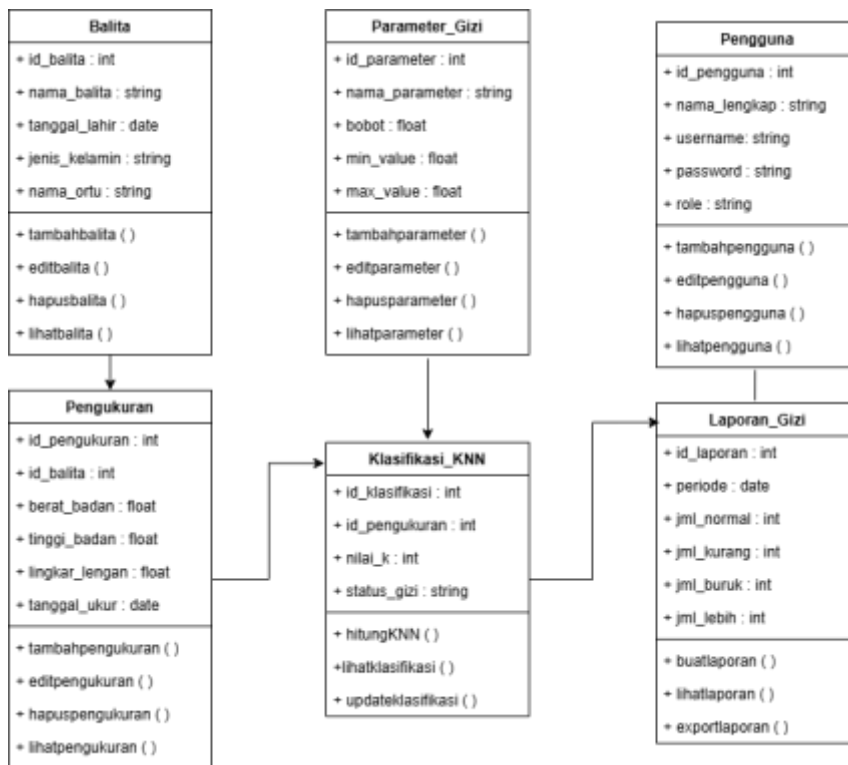 Balita
+ id_balita : int
+ nama_balita : string
+ tanggal_lahir : date
+ jenis_kelamin : string
+ nama_ortu : string
+ tambahbalita ( )
+ editbalita ( )
+ hapusbalita ( )
+ lihatbalita ( )
Parameter_Gizi
+ id_parameter : int
+ nama_parameter : string
+ bobot : float
+ min_value : float
+ max_value : float
+ tambahparameter ( )
+ editparameter ( )
+ hapusparameter ( )
+ lihatparameter ( )
Pengguna
+ id_pengguna : int
+ nama_lengkap : string
+ username: string
+ password : string
+ role : string
+ tambahpengguna ( )
+ editpengguna ( )
+ hapuspengguna ( )
+ lihatpengguna ( )
Pengukuran
+ id_pengukuran : int
+ id_balita : int
+ berat_badan : float
+ tinggi_badan : float
+ lingkar_lengan : float
+ tanggal_ukur : date
+ tambahpengukuran ( )
+ editpengukuran ( )
+ hapuspengukuran ( )
+ lihatpengukuran ( )
Klasifikasi_KNN
+ id_klasifikasi : int
+ id_pengukuran : int
+ nilai_k : int
+ status_gizi : string
+ hitungKNN ( )
+lihatklasifikasi ( )
+ updateklasifikasi ( )
Laporan_Gizi
+ id_laporan : int
+ periode : date
+ jml_normal : int
+ jml_kurang : int
+ jml_buruk : int
+ jml_lebih : int
+ buatlaporan ( )
+ lihatlaporan ( )
+ exportlaporan ( )